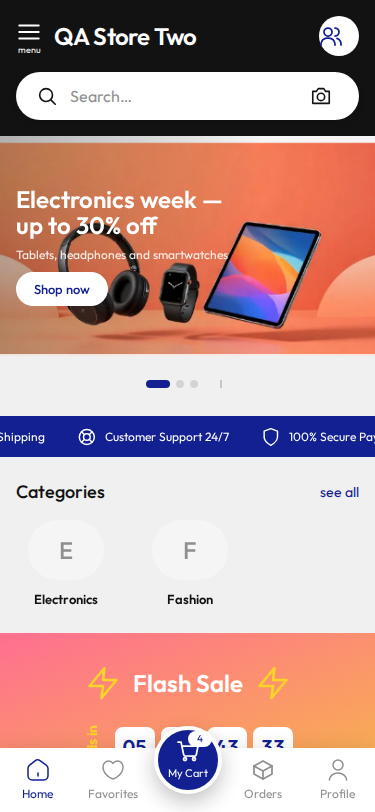 menu
QA Store Two
Search...
Electronics week —
up to 30% off
Tablets, headphones and smartwatches
Shop now
Shipping
Customer Support 24/7
100% Secure Pay
Categories
see all
E
F
Electronics
Fashion
Flash Sale
05
43
33
4
My Cart
Home
Favorites
Orders
Profile